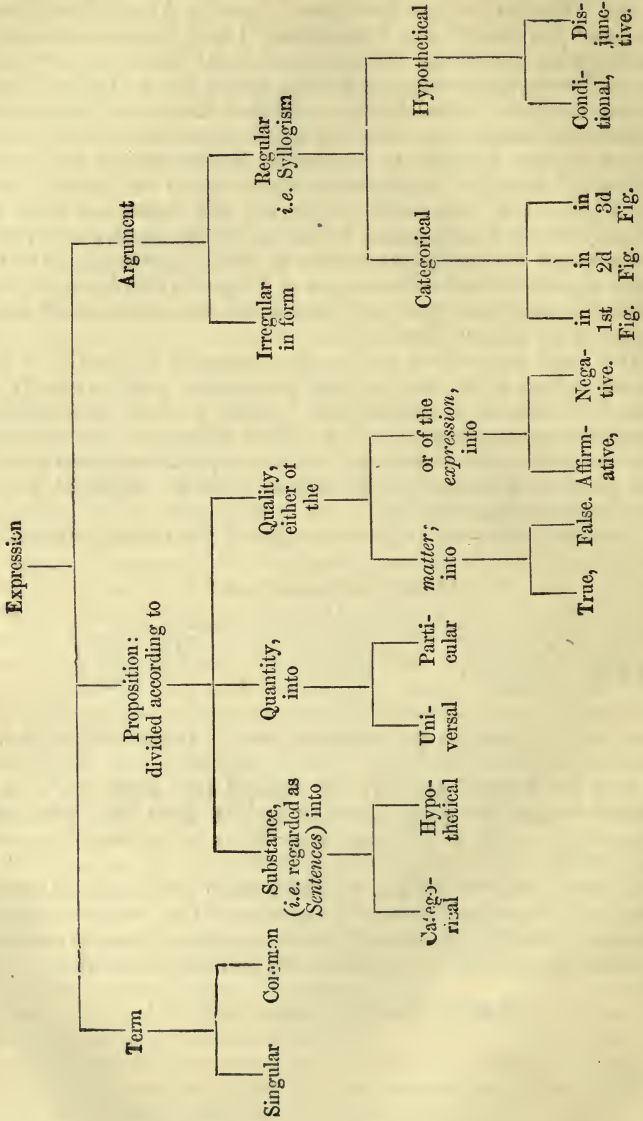 Expression
Term
Proposition:
divided according to
Argument
Singular
Common
Substance,
(i.e. regarded as
Sentences) into
Quantity,
into
Quality,
either of
the
Irregular
in form
Regular
i.e. Syllogism
Catego-
rical
Hypo-
thetical
Uni-
versal
Parti-
cular
matter;
into
or of the
expression,
into
Categorical
Hypothetical
True,
False.
Affirm-
ative,
Nega-
tive.
in
1st
Fig.
in
2d
Fig.
in
3d
Fig.
Condi-
tional,
Dis-
junc-
tive.